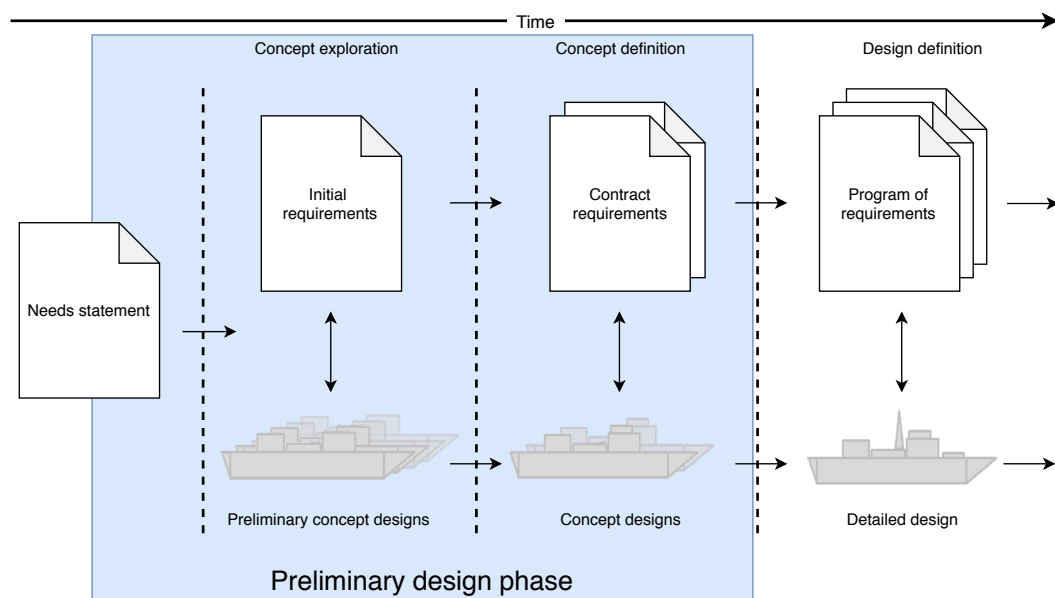 Time
Concept exploration
Concept definition
Design definition
Initial
requirements
Contract
requirements
Program of
requirements
Needs statement
Preliminary concept designs
Concept designs
Detailed design
Preliminary design phase